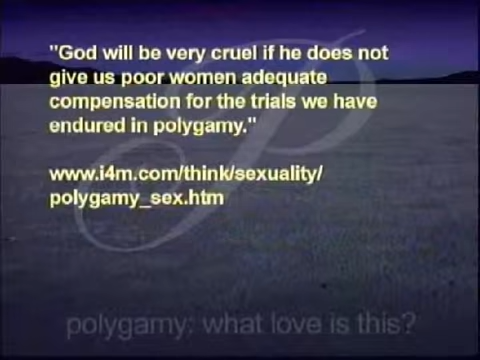 "God will be very cruel if he does not
give us poor women adequate
compensation for the trials we have
endured in polygamy."
www.i4m.com/think/sexuality/
polygamy_sex.htm
P
polygamy: what love is this?